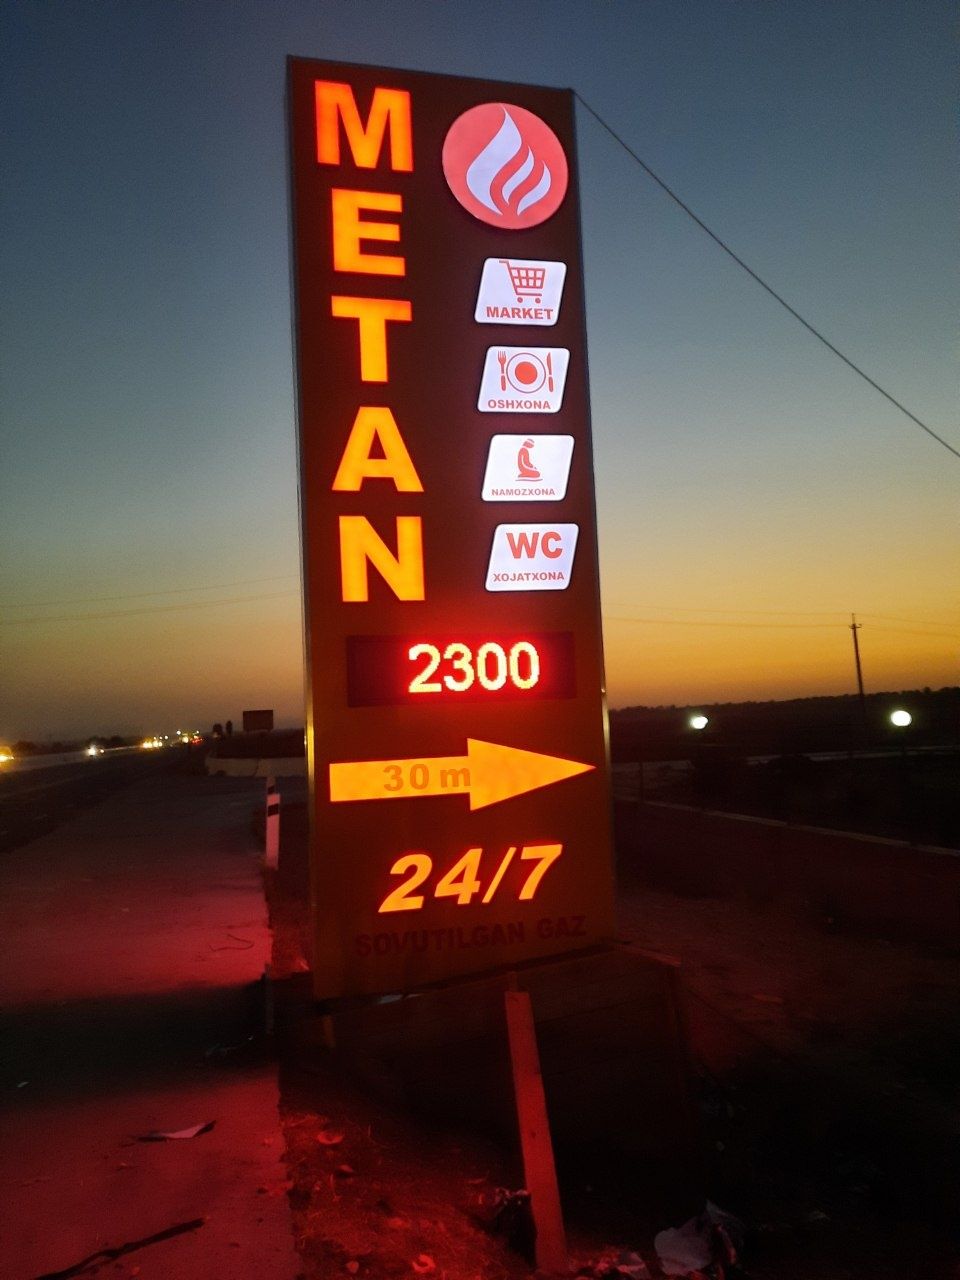 METAN
MARKET
OSHXONA
NAMOZXONA
WC
XOJATXONA
2300
30 m
24/7
SOVUTILGAN GAZ